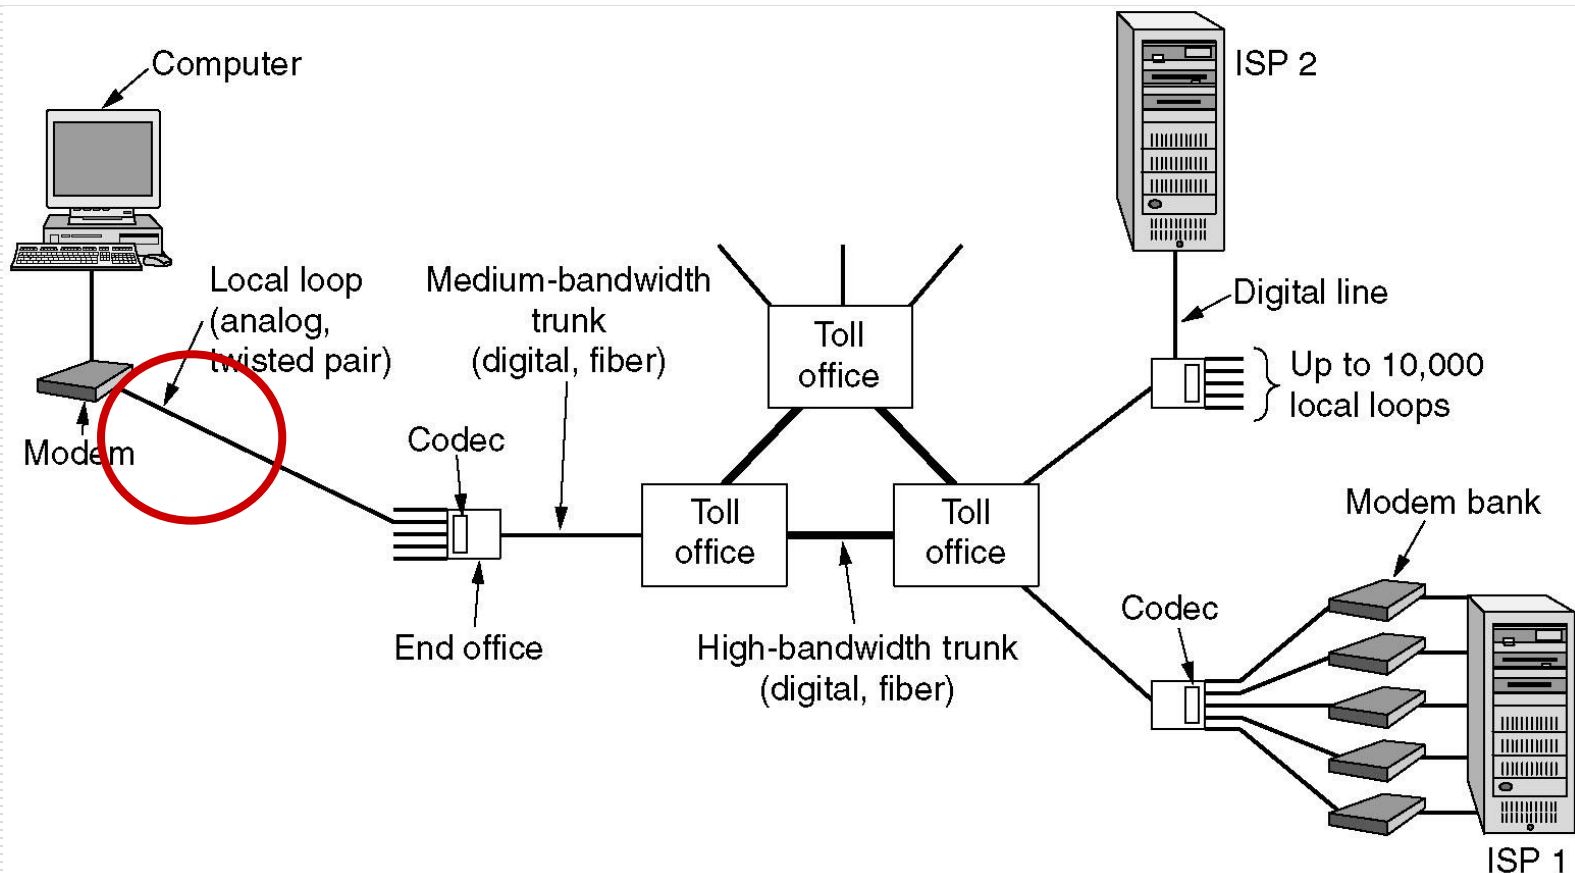 Computer
ISP 2
Local loop
(analog,
twisted pair)
Medium-bandwidth
trunk
(digital, fiber)
Digital line
Toll
office
Up to 10,000
local loops
Modem
Codec
Toll
office
Toll
office
Modem bank
End office
High-bandwidth trunk
(digital, fiber)
Codec
ISP 1